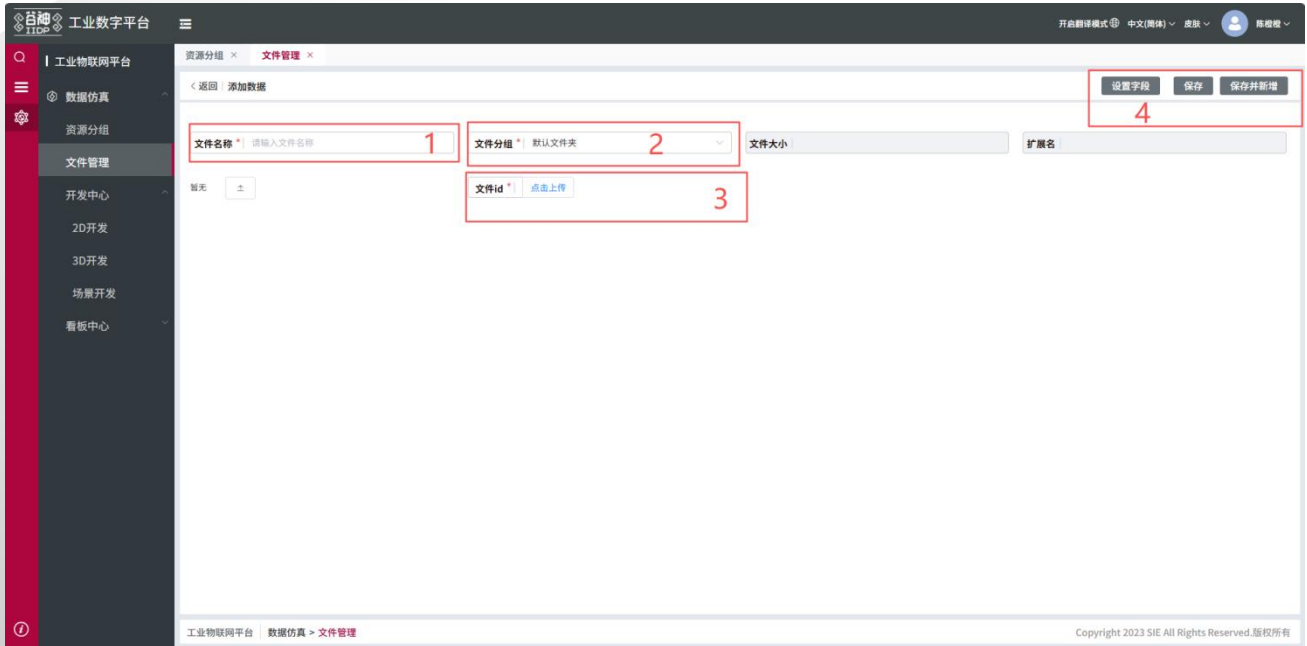 谷神 IIDP 工业数字平台 开启翻译模式 中文(简体) 皮肤 陈橙橙
工业物联网平台
数据仿真
资源分组
文件管理
开发中心
2D开发
3D开发
场景开发
看板中心
资源分组 × 文件管理 ×
返回 添加数据 设置字段 保存 保存并新增
4
文件名称 * 请输入文件名称 1 文件分组 * 默认文件夹 2 文件大小 扩展名
暂无 文件id * 点击上传 3
工业物联网平台 数据仿真 > 文件管理 Copyright 2023 SIE All Rights Reserved.版权所有